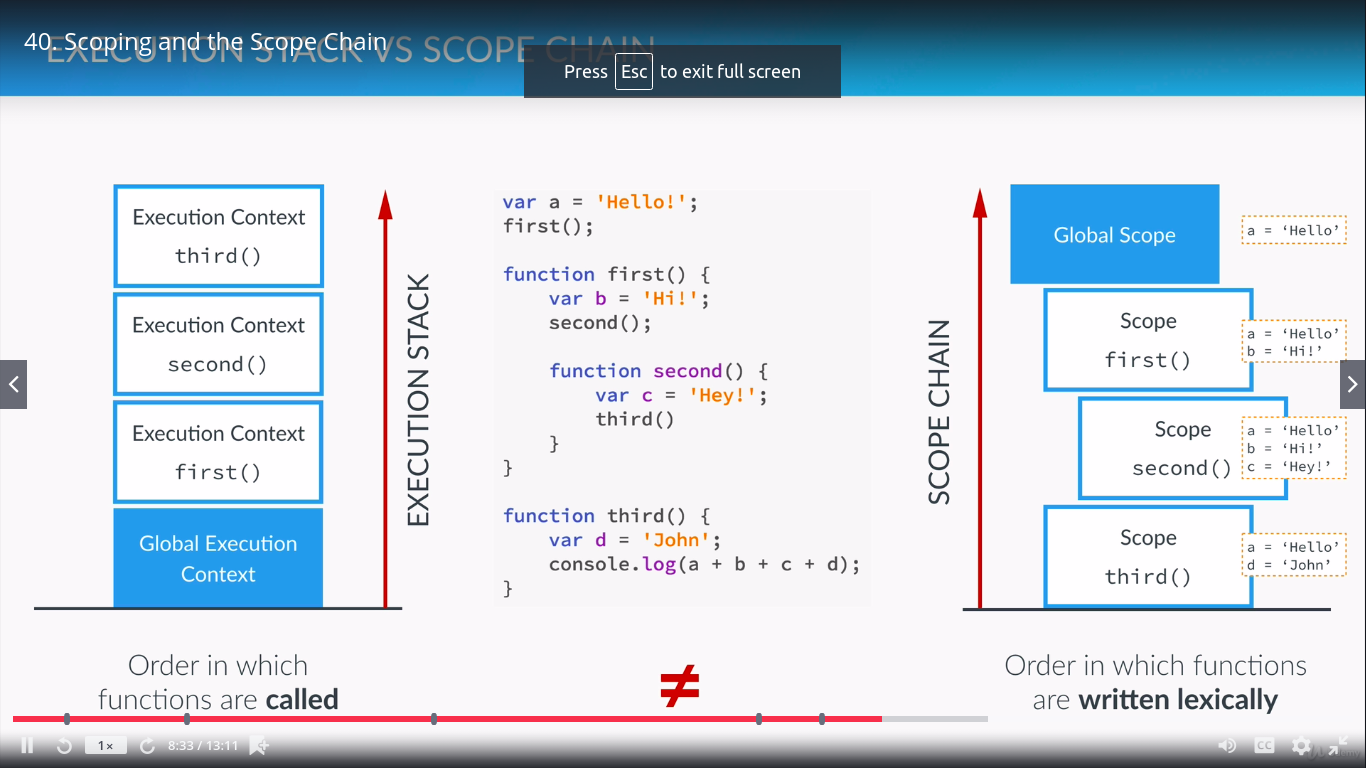 40. Scoping and the Scope Chain
EXECUTION STACK VS SCOPE CHAIN
Press Esc to exit full screen
Execution Context
third()
Execution Context
second()
Execution Context
first()
Global Execution
Context
EXECUTION STACK
Order in which
functions are called
var a = 'Hello!';
first();
function first() {
    var b = 'Hi!';
    second();
    function second() {
        var c = 'Hey!';
        third()
    }
}
function third() {
    var d = 'John';
    console.log(a + b + c + d);
}
≠
SCOPE CHAIN
Global Scope
a = ‘Hello’
Scope
first()
a = ‘Hello’
b = ‘Hi!’
Scope
second()
a = ‘Hello’
b = ‘Hi!’
c = ‘Hey!’
Scope
third()
a = ‘Hello’
d = ‘John’
Order in which functions
are written lexically
1×
8:33 / 13:11
CC